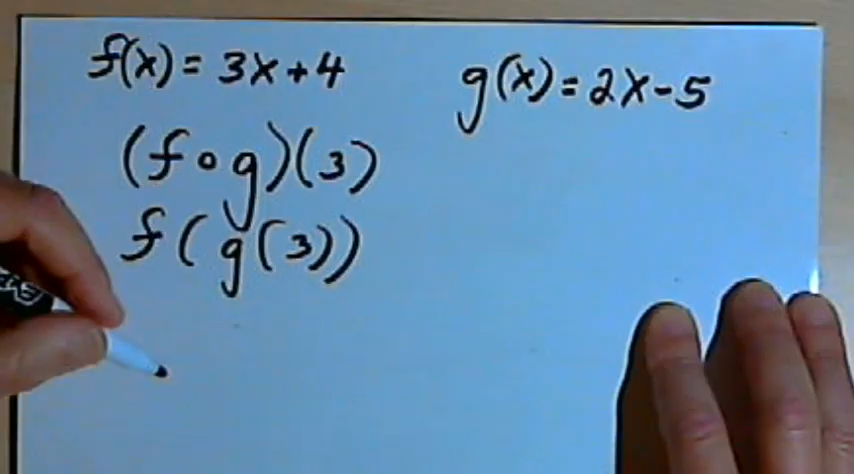 f(x) = 3x + 4
g(x) = 2x - 5
(f ∘ g)(3)
f(g(3))